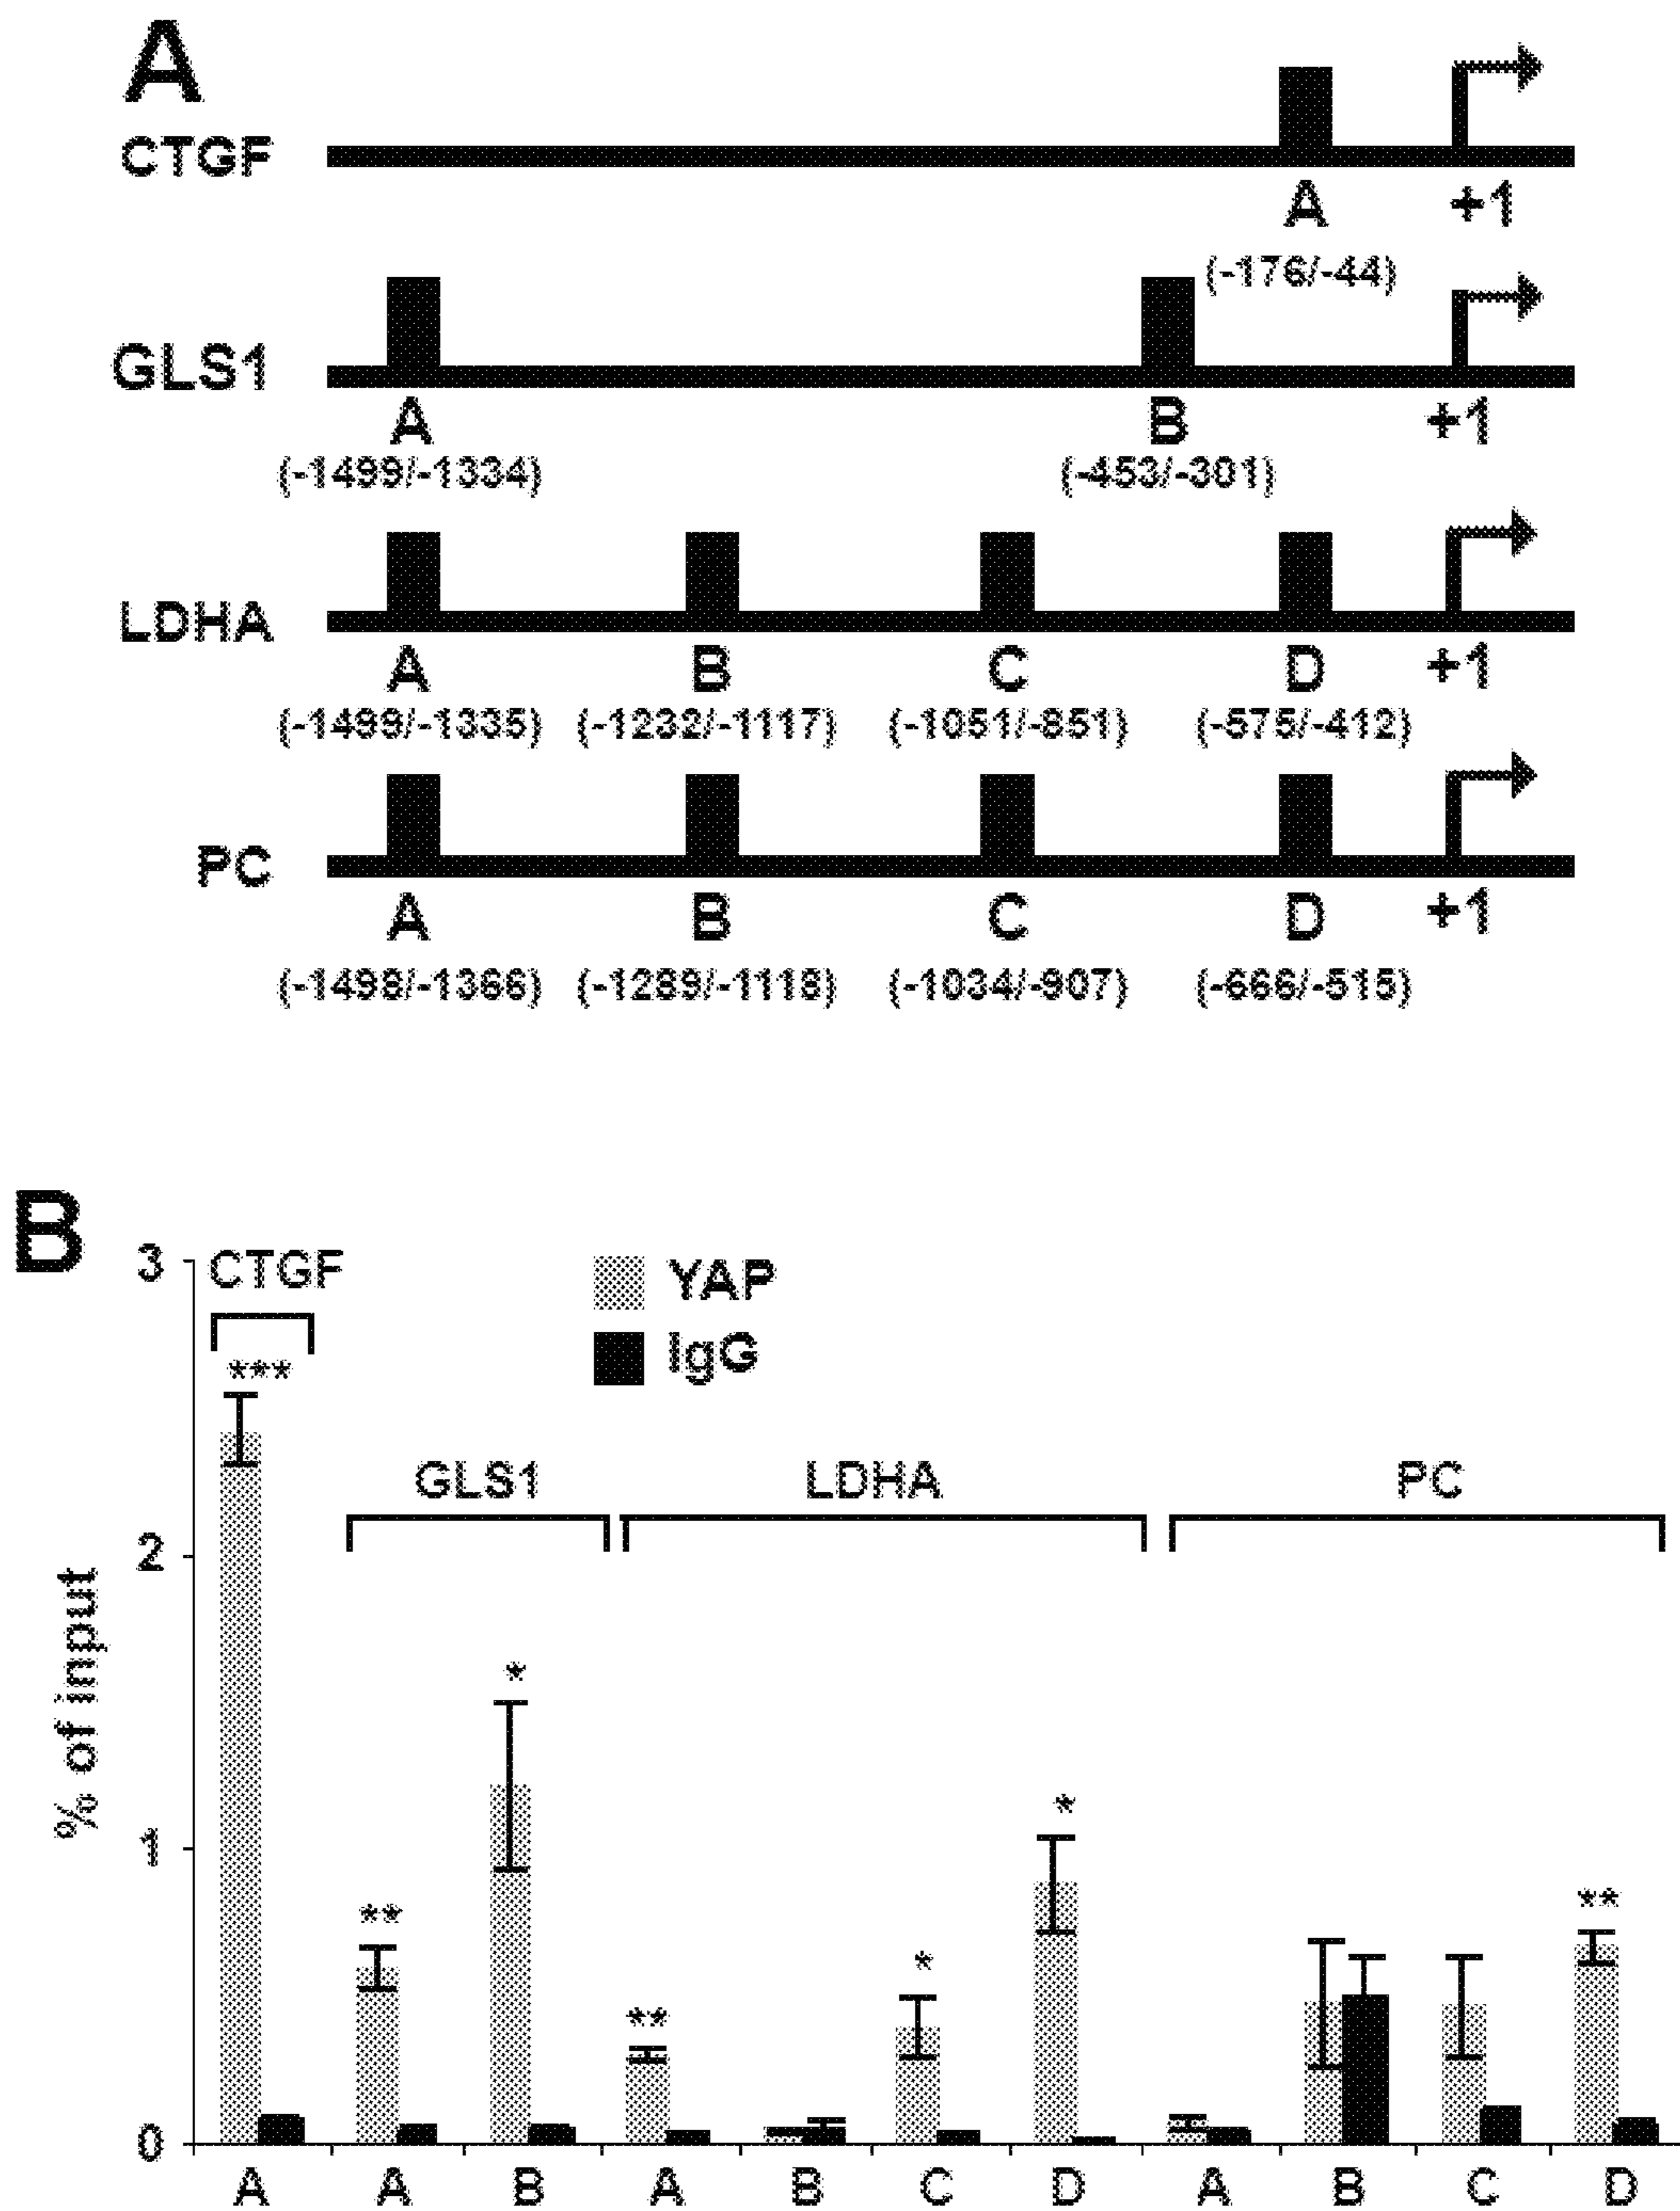 A
CTGF
A +1
(-176/-44)
GLS1
A B +1
(-1499/-1334) (-453/-301)
LDHA
A B C D +1
(-1499/-1335) (-1232/-1117) (-1051/-851) (-575/-412)
PC
A B C D +1
(-1498/-1366) (-1289/-1118) (-1034/-907) (-666/-515)
B
3
CTGF
YAP
IgG
***
GLS1 LDHA PC
2
% of input
*
1
*
**
**
*
**
0
A A B A B C D A B C D